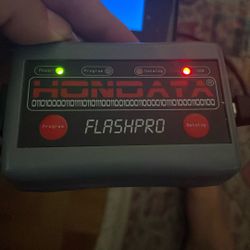 Power Program Datalog USB
HONDATA®
FLASHPRO
Program Datalog